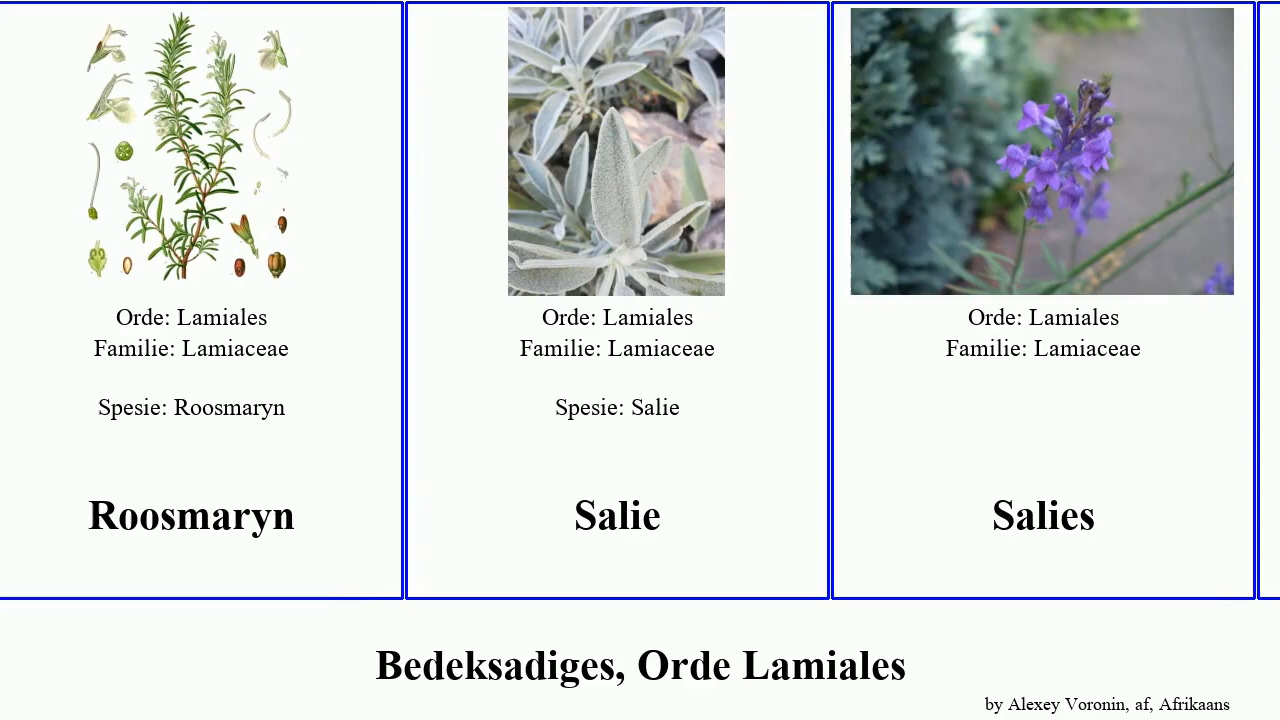 Orde: Lamiales
Familie: Lamiaceae
Spesie: Roosmaryn
Roosmaryn
Orde: Lamiales
Familie: Lamiaceae
Spesie: Salie
Salie
Orde: Lamiales
Familie: Lamiaceae
Salies
Bedeksadiges, Orde Lamiales
by Alexey Voronin, af, Afrikaans